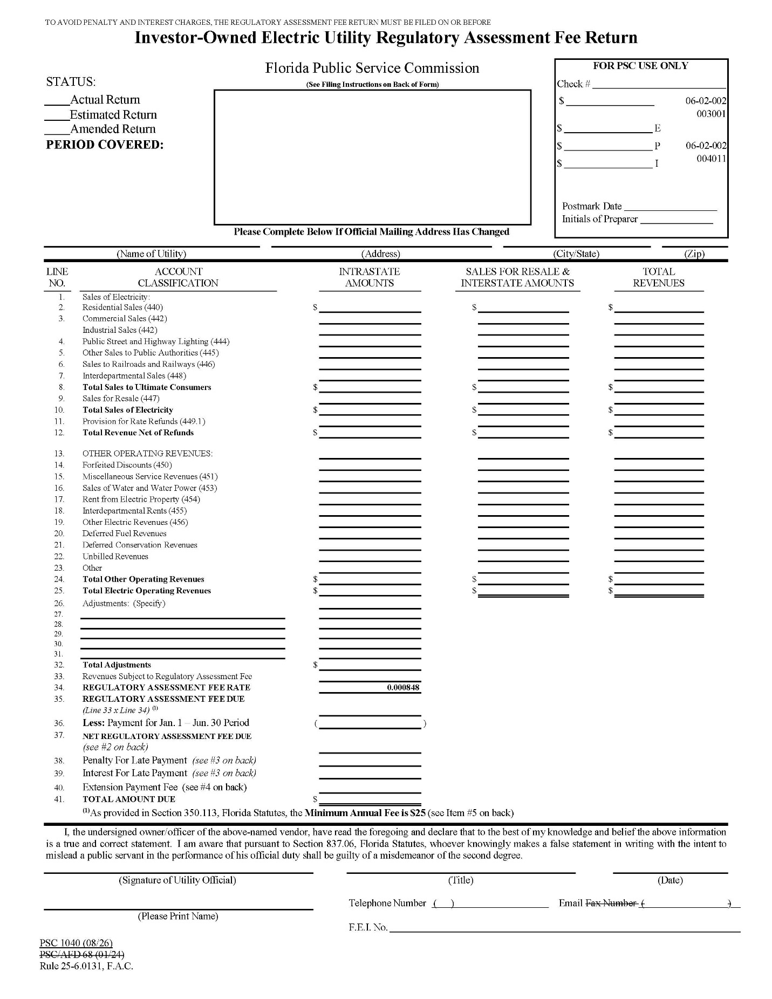 TO AVOID PENALTY AND INTEREST CHARGES, THE REGULATORY ASSESSMENT FEE RETURN MUST BE FILED ON OR BEFORE
Investor-Owned Electric Utility Regulatory Assessment Fee Return
Florida Public Service Commission
(See Filing Instructions on Back of Form)
STATUS:
____Actual Return
____Estimated Return
____Amended Return
PERIOD COVERED:
FOR PSC USE ONLY
Check #
$ 06-02-002
003001
$ E
$ P 06-02-002
004011
$ I
Postmark Date
Initials of Preparer
Please Complete Below If Official Mailing Address Has Changed
(Name of Utility) (Address) (City/State) (Zip)
LINE NO. ACCOUNT CLASSIFICATION INTRASTATE AMOUNTS SALES FOR RESALE & INTERSTATE AMOUNTS TOTAL REVENUES
1. Sales of Electricity:
2. Residential Sales (440) $ $ $
3. Commercial Sales (442)
Industrial Sales (442)
4. Public Street and Highway Lighting (444)
5. Other Sales to Public Authorities (445)
6. Sales to Railroads and Railways (446)
7. Interdepartmental Sales (448)
8. Total Sales to Ultimate Consumers $ $ $
9. Sales for Resale (447)
10. Total Sales of Electricity $ $ $
11. Provision for Rate Refunds (449.1)
12. Total Revenue Net of Refunds $ $ $
13. OTHER OPERATING REVENUES:
14. Forfeited Discounts (450)
15. Miscellaneous Service Revenues (451)
16. Sales of Water and Water Power (453)
17. Rent from Electric Property (454)
18. Interdepartmental Rents (455)
19. Other Electric Revenues (456)
20. Deferred Fuel Revenues
21. Deferred Conservation Revenues
22. Unbilled Revenues
23. Other
24. Total Other Operating Revenues $ $ $
25. Total Electric Operating Revenues $ $ $
26. Adjustments: (Specify)
27.
28.
29.
30.
31.
32. Total Adjustments $
33. Revenues Subject to Regulatory Assessment Fee
34. REGULATORY ASSESSMENT FEE RATE 0.000848
35. REGULATORY ASSESSMENT FEE DUE
(Line 33 x Line 34) (1)
36. Less: Payment for Jan. 1 – Jun. 30 Period ( )
37. NET REGULATORY ASSESSMENT FEE DUE
(see #2 on back)
38. Penalty For Late Payment (see #3 on back)
39. Interest For Late Payment (see #3 on back)
40. Extension Payment Fee (see #4 on back)
41. TOTAL AMOUNT DUE $
(1)As provided in Section 350.113, Florida Statutes, the Minimum Annual Fee is $25 (see Item #5 on back)
I, the undersigned owner/officer of the above-named vendor, have read the foregoing and declare that to the best of my knowledge and belief the above information
is a true and correct statement. I am aware that pursuant to Section 837.06, Florida Statutes, whoever knowingly makes a false statement in writing with the intent to
mislead a public servant in the performance of his official duty shall be guilty of a misdemeanor of the second degree.
(Signature of Utility Official) (Title) (Date)
Telephone Number ( ) Email Fax Number ( )
(Please Print Name)
F.E.I. No.
PSC 1040 (08/26)
PSC/AFD 68 (01/24)
Rule 25-6.0131, F.A.C.